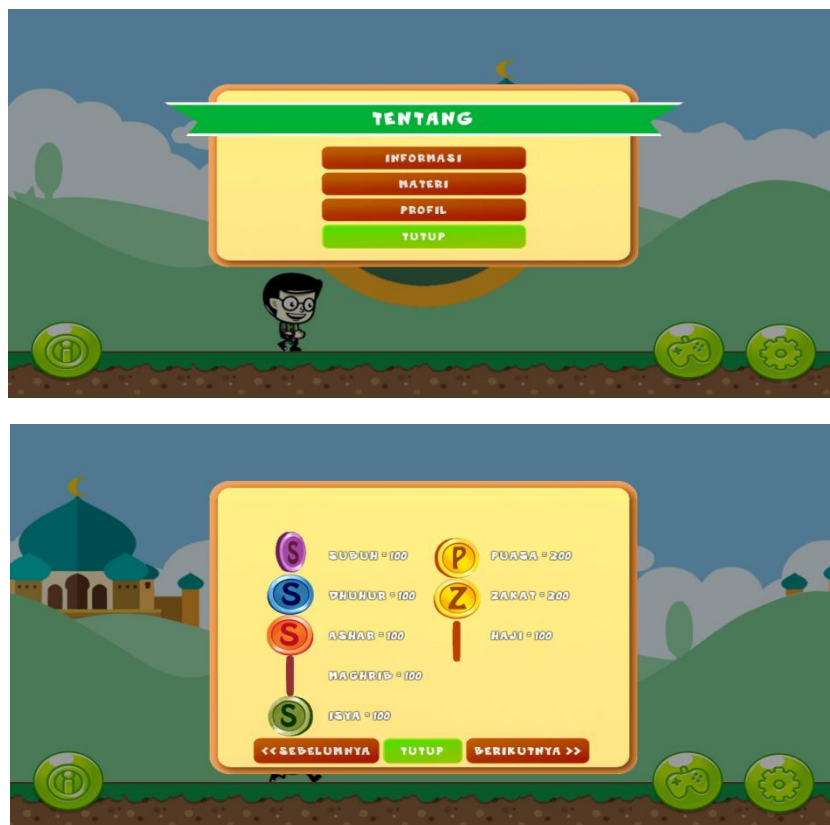 TENTANG
INFORMASI
MATERI
PROFIL
TUTUP
S SUBUH = 100
P PUASA = 200
S DHUHUR = 100
Z ZAKAT = 200
S ASHAR = 100
HAJI = 100
MAGHRIB = 100
S ISYA = 100
<<SEBELUMNYA TUTUP BERIKUTNYA >>